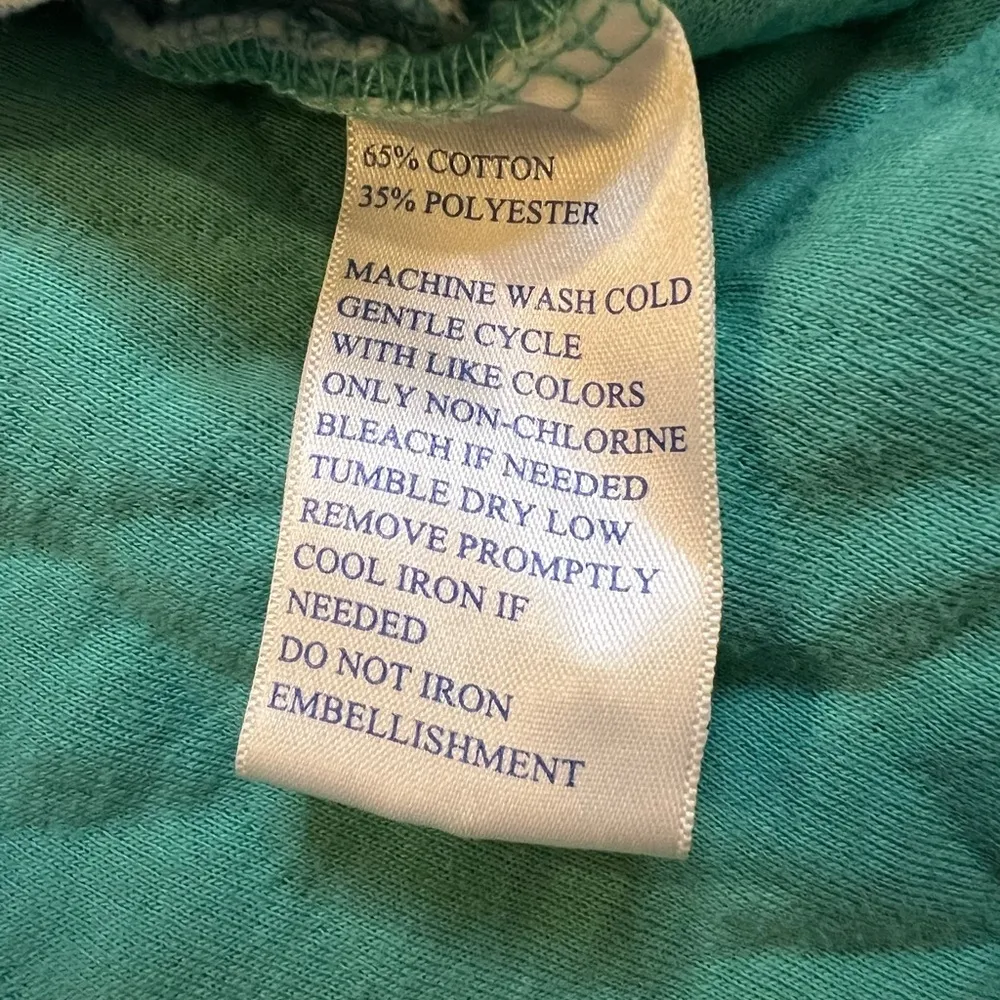 65% COTTON
35% POLYESTER
MACHINE WASH COLD
GENTLE CYCLE
WITH LIKE COLORS
ONLY NON-CHLORINE
BLEACH IF NEEDED
TUMBLE DRY LOW
REMOVE PROMPTLY
COOL IRON IF
NEEDED
DO NOT IRON
EMBELLISHMENT